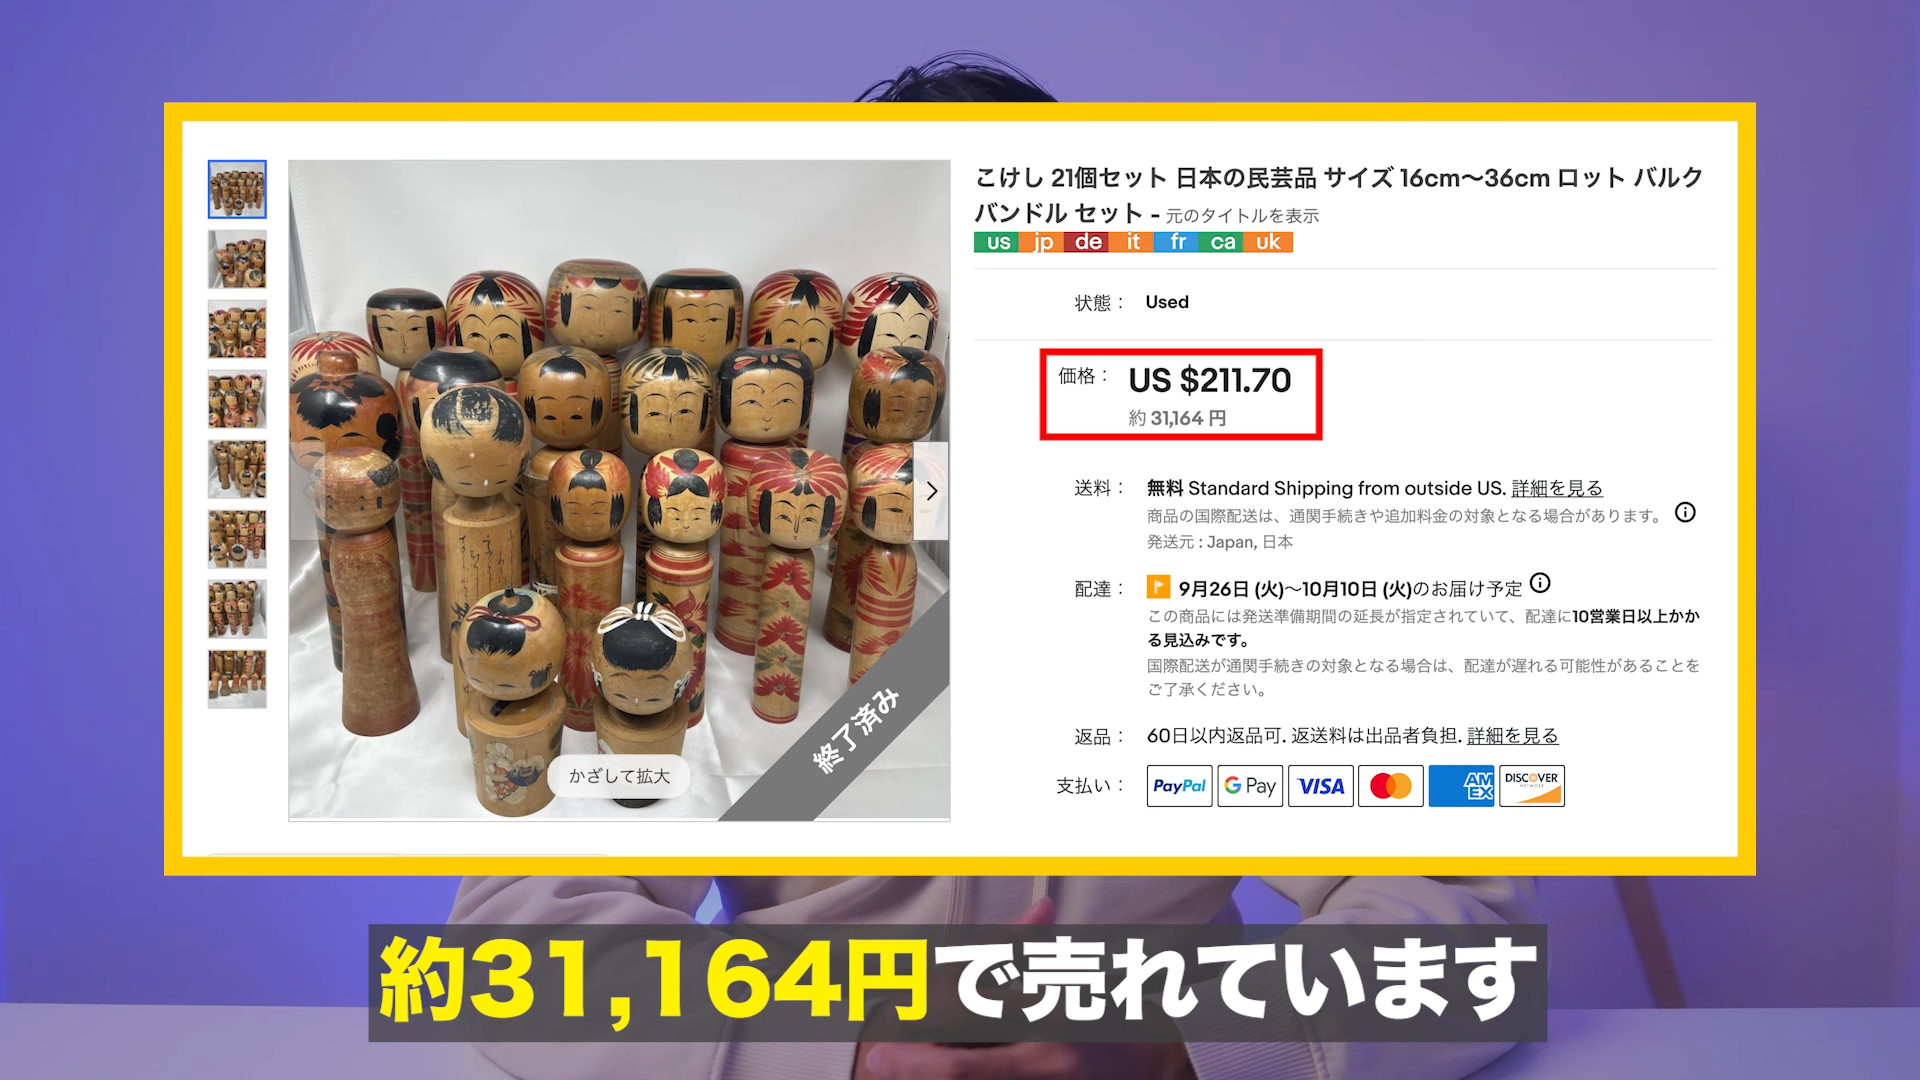 こけし 21個セット 日本の民芸品 サイズ 16cm〜36cm ロット バルク
バンドル セット - 元のタイトルを表示
us jp de it fr ca uk
状態： Used
価格： US $211.70
約 31,164 円
送料： 無料 Standard Shipping from outside US. 詳細を見る
商品の国際配送は、通関手続きや追加料金の対象となる場合があります。
発送元 : Japan, 日本
配達： 9月26日 (火)〜10月10日 (火)のお届け予定
この商品には発送準備期間の延長が指定されていて、配達に10営業日以上かか
る見込みです。
国際配送が通関手続きの対象となる場合は、配達が遅れる可能性があることを
ご了承ください。
返品： 60日以内返品可. 返送料は出品者負担. 詳細を見る
支払い： PayPal G Pay VISA AM EX DISCOVER NETWORK
かざして拡大
終了済み
約31,164円で売れています